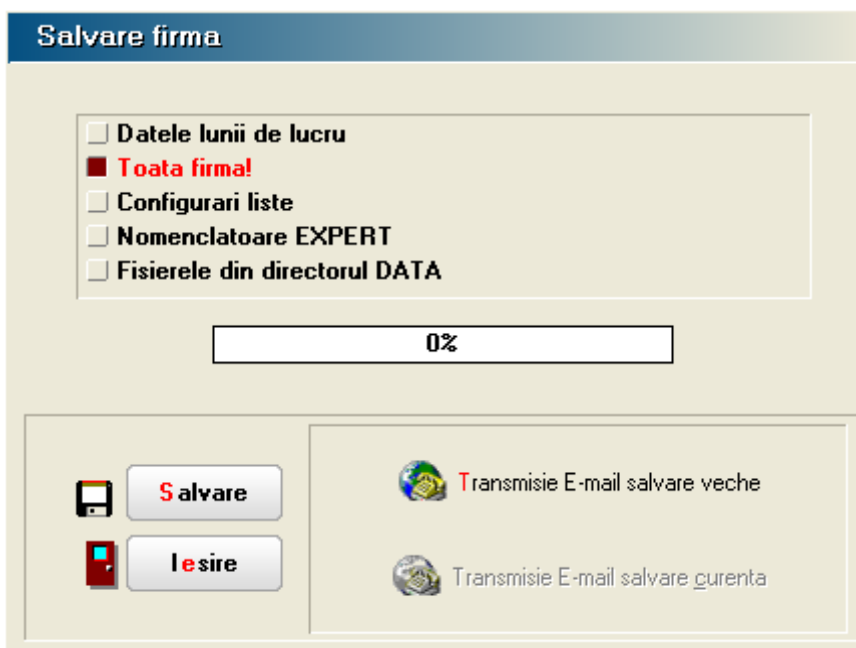 Salvare firma
Datele lunii de lucru
Toata firma!
Configurari liste
Nomenclatoare EXPERT
Fisierele din directorul DATA
0%
Salvare
Iesire
Transmisie E-mail salvare veche
Transmisie E-mail salvare curenta